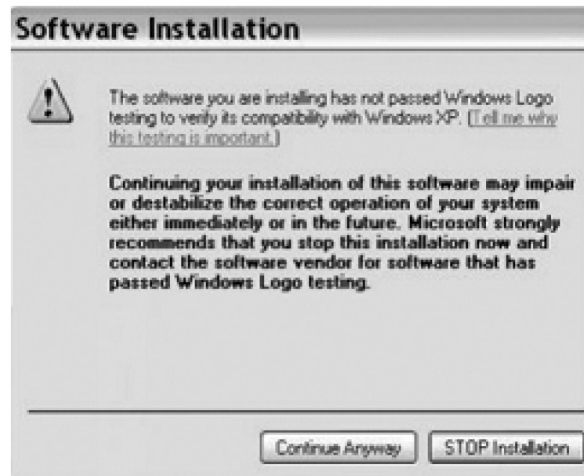 Software Installation
The software you are installing has not passed Windows Logo
testing to verify its compatibility with Windows XP. (Tell me why
this testing is important.)
Continuing your installation of this software may impair
or destabilize the correct operation of your system
either immediately or in the future. Microsoft strongly
recommends that you stop this installation now and
contact the software vendor for software that has
passed Windows Logo testing.
Continue Anyway STOP Installation